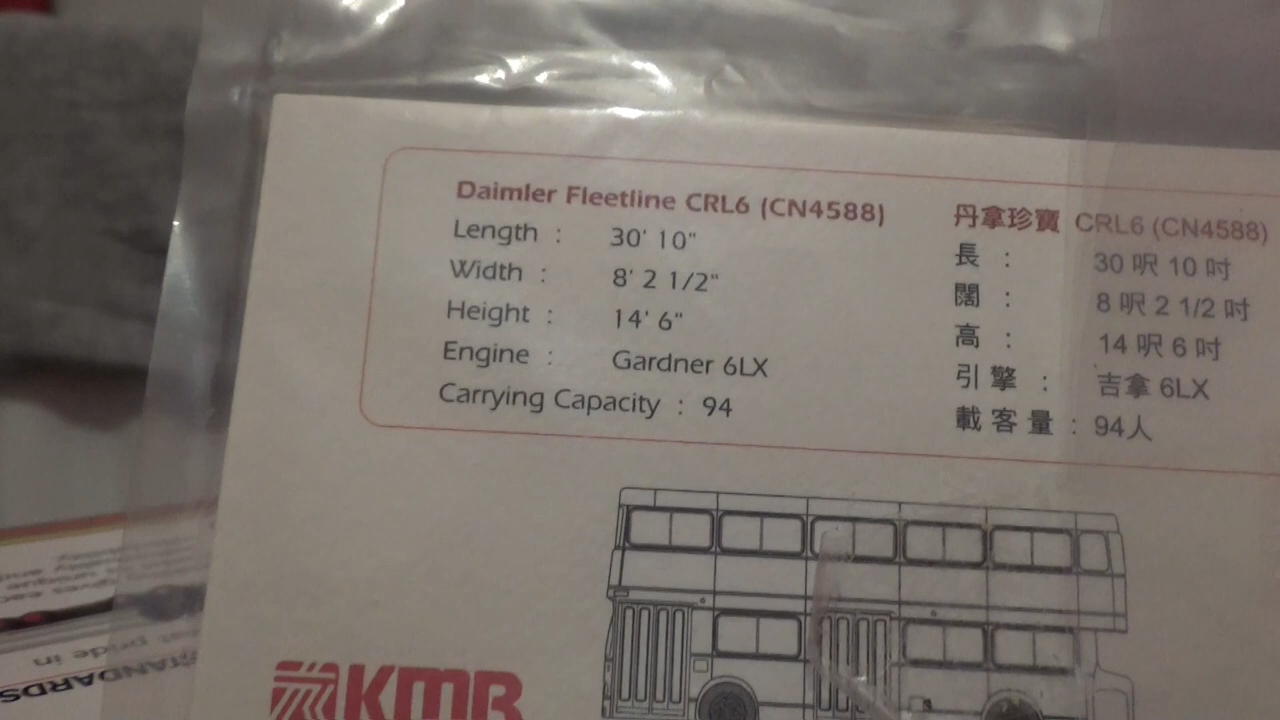 Daimler Fleetline CRL6 (CN4588)
Length : 30' 10"
Width : 8' 2 1/2"
Height : 14' 6"
Engine : Gardner 6LX
Carrying Capacity : 94
丹拿珍寶 CRL6 (CN4588)
長 : 30 呎 10 吋
闊 : 8 呎 2 1/2 吋
高 : 14 呎 6 吋
引擎 : 吉拿 6LX
載客量 : 94人
KMB
pride in
STANDARDS